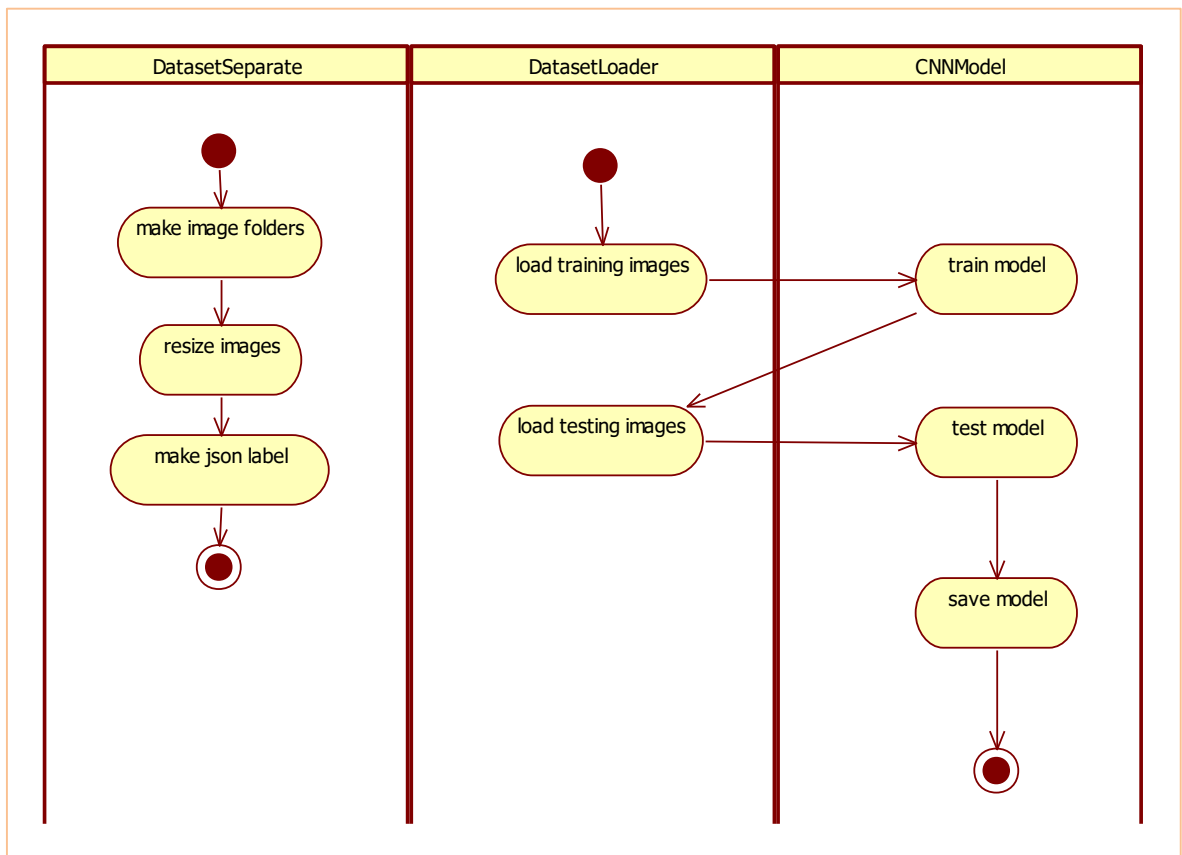 DatasetSeparate
DatasetLoader
CNNModel
make image folders
resize images
make json label
load training images
train model
load testing images
test model
save model